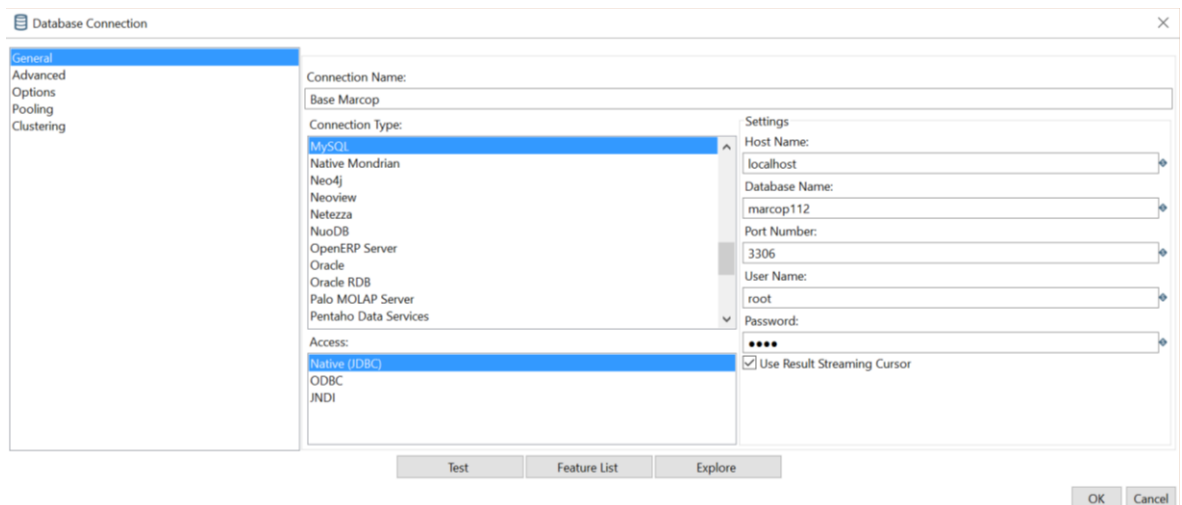 Database Connection
General
Advanced
Options
Pooling
Clustering
Connection Name:
Base Marcop
Connection Type:
MySQL
Native Mondrian
Neo4j
Neoview
Netezza
NuoDB
OpenERP Server
Oracle
Oracle RDB
Palo MOLAP Server
Pentaho Data Services
Access:
Native (JDBC)
ODBC
JNDI
Settings
Host Name:
localhost
Database Name:
marcop112
Port Number:
3306
User Name:
root
Password:
●●●●
Use Result Streaming Cursor
Test Feature List Explore
OK Cancel